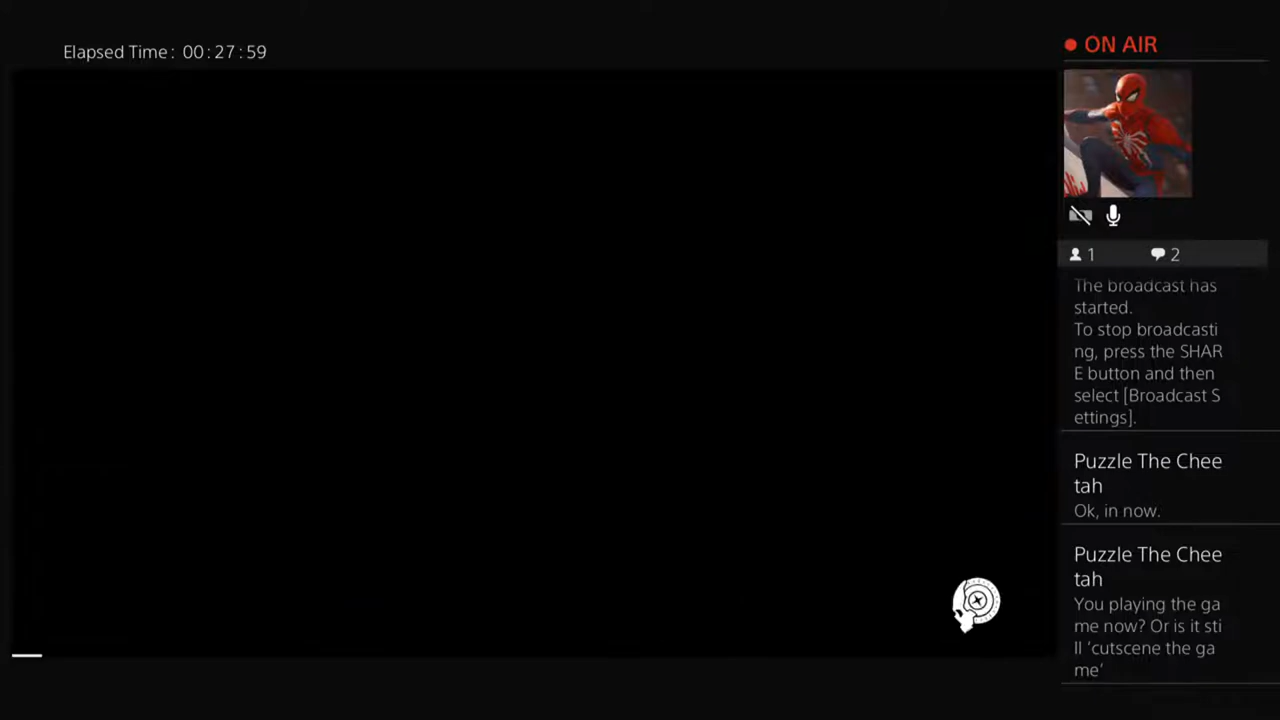 Elapsed Time: 00:27:59
ON AIR
1
2
The broadcast has
started.
To stop broadcasti
ng, press the SHAR
E button and then
select [Broadcast S
ettings].
Puzzle The Chee
tah
Ok, in now.
Puzzle The Chee
tah
You playing the ga
me now? Or is it sti
ll ‘cutscene the ga
me’